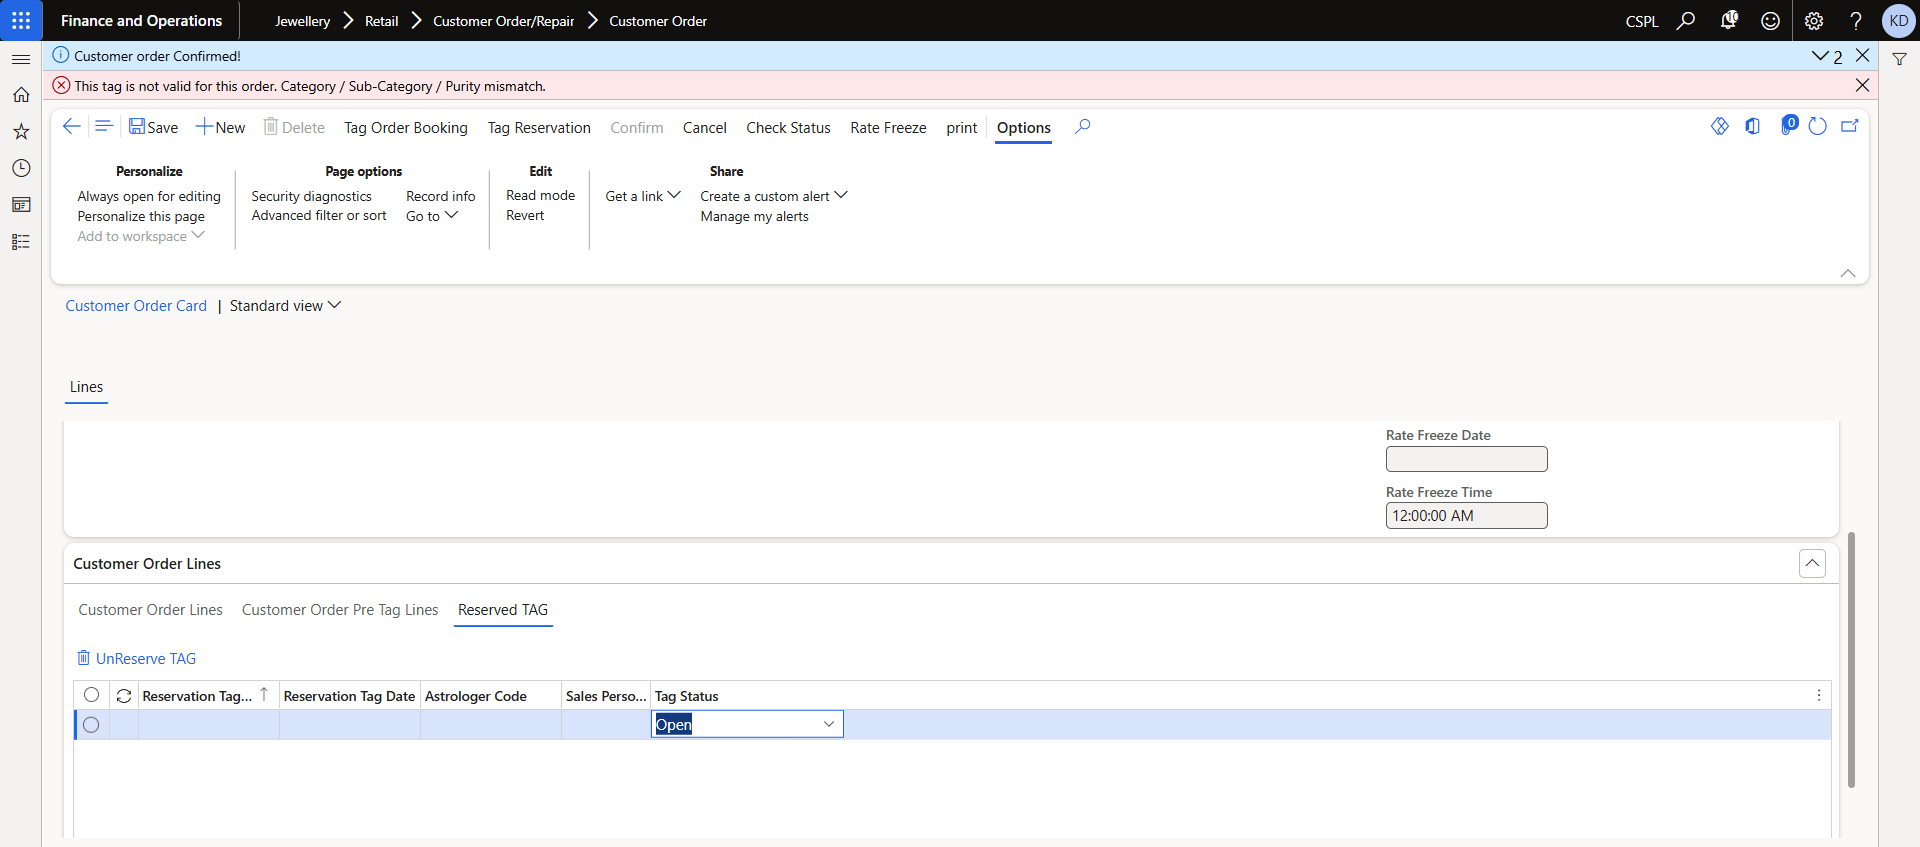 Finance and Operations
Jewellery > Retail > Customer Order/Repair > Customer Order
CSPL
KD
Customer order Confirmed!
2
This tag is not valid for this order. Category / Sub-Category / Purity mismatch.
Save New Delete Tag Order Booking Tag Reservation Confirm Cancel Check Status Rate Freeze print Options
0
Personalize
Always open for editing
Personalize this page
Add to workspace
Page options
Security diagnostics
Advanced filter or sort
Record info
Go to
Edit
Read mode
Revert
Share
Get a link
Create a custom alert
Manage my alerts
Customer Order Card | Standard view
Lines
Rate Freeze Date
Rate Freeze Time
12:00:00 AM
Customer Order Lines
Customer Order Lines Customer Order Pre Tag Lines Reserved TAG
UnReserve TAG
Reservation Tag... Reservation Tag Date Astrologer Code Sales Perso... Tag Status
Open